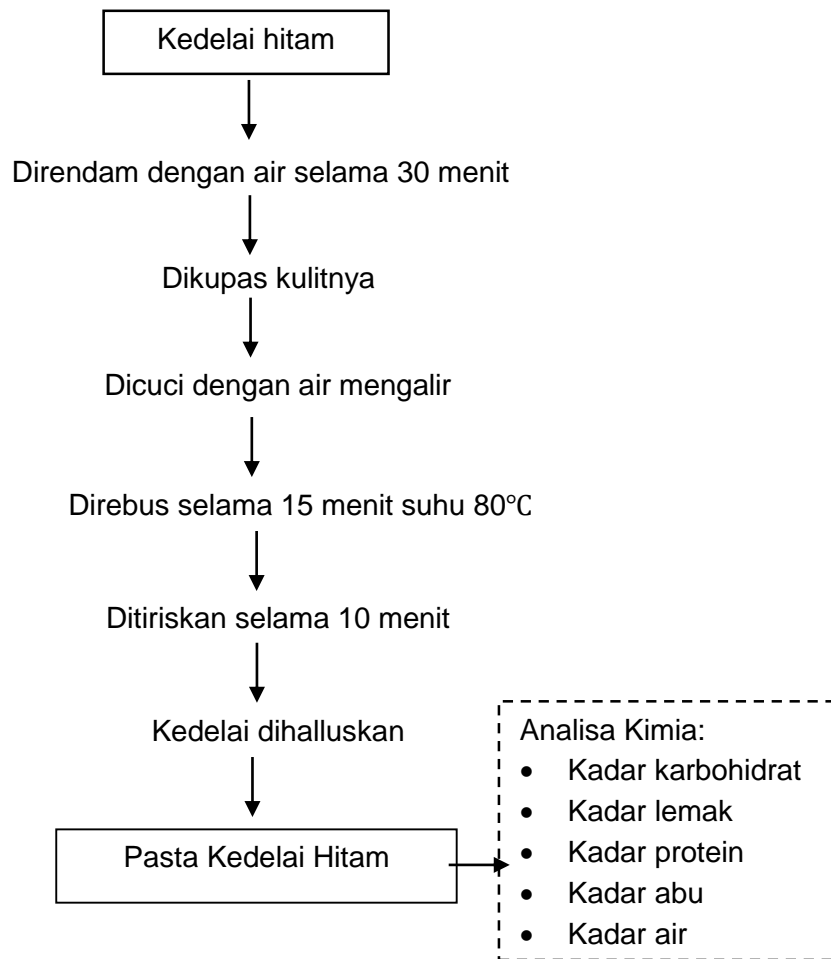 Kedelai hitam
Direndam dengan air selama 30 menit
Dikupas kulitnya
Dicuci dengan air mengalir
Direbus selama 15 menit suhu 80℃
Ditiriskan selama 10 menit
Kedelai dihalluskan
Pasta Kedelai Hitam
Analisa Kimia:
• Kadar karbohidrat
• Kadar lemak
• Kadar protein
• Kadar abu
• Kadar air